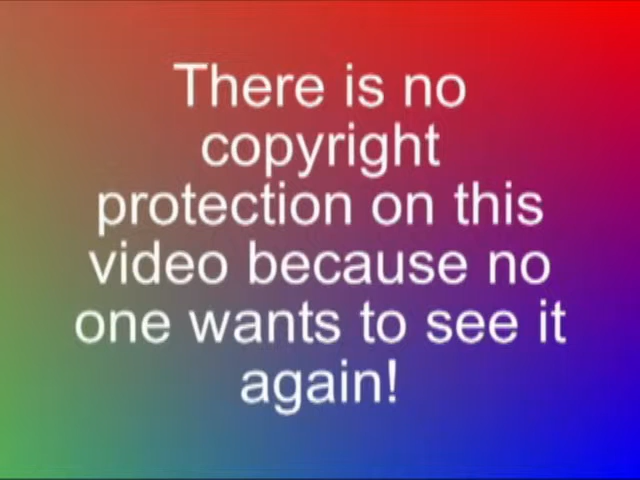 There is no
copyright
protection on this
video because no
one wants to see it
again!